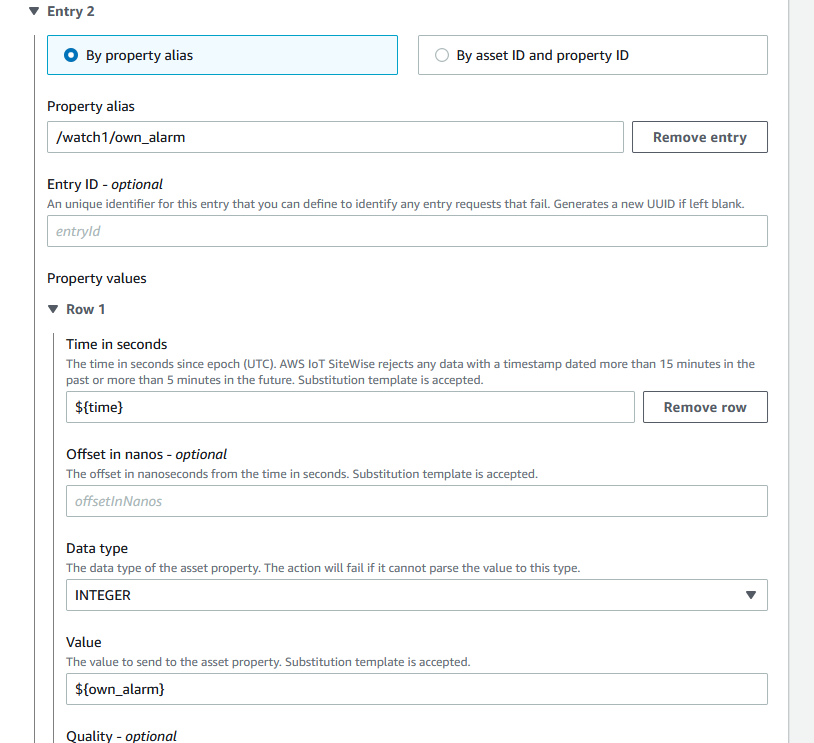 Entry 2
By property alias
By asset ID and property ID
Property alias
/watch1/own_alarm
Remove entry
Entry ID - optional
An unique identifier for this entry that you can define to identify any entry requests that fail. Generates a new UUID if left blank.
entryId
Property values
Row 1
Time in seconds
The time in seconds since epoch (UTC). AWS IoT SiteWise rejects any data with a timestamp dated more than 15 minutes in the
past or more than 5 minutes in the future. Substitution template is accepted.
${time}
Remove row
Offset in nanos - optional
The offset in nanoseconds from the time in seconds. Substitution template is accepted.
offsetInNanos
Data type
The data type of the asset property. The action will fail if it cannot parse the value to this type.
INTEGER
Value
The value to send to the asset property. Substitution template is accepted.
${own_alarm}
Quality - optional